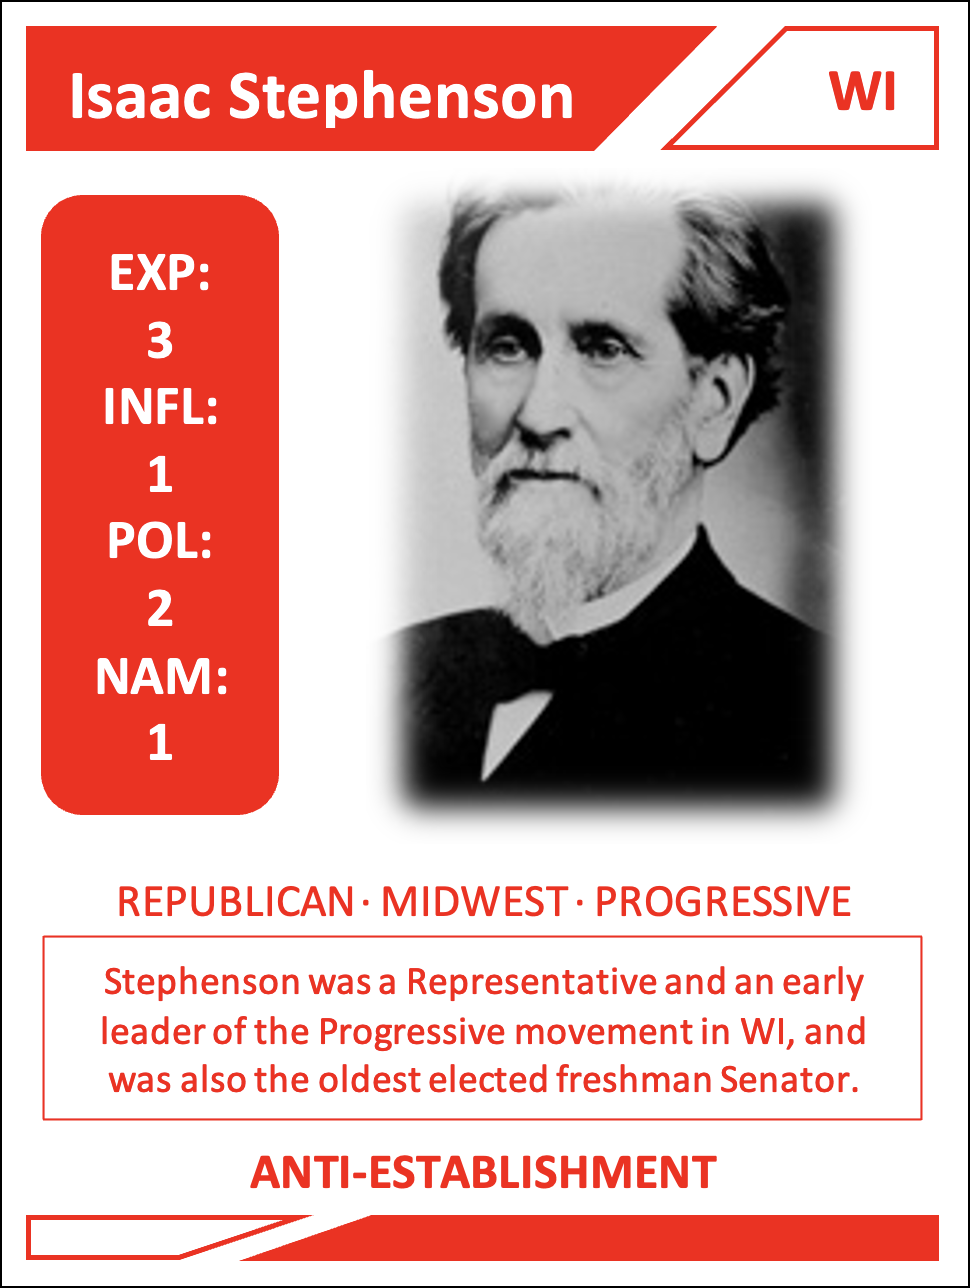 Isaac Stephenson
WI
EXP:
3
INFL:
1
POL:
2
NAM:
1
REPUBLICAN · MIDWEST · PROGRESSIVE
Stephenson was a Representative and an early
leader of the Progressive movement in WI, and
was also the oldest elected freshman Senator.
ANTI-ESTABLISHMENT